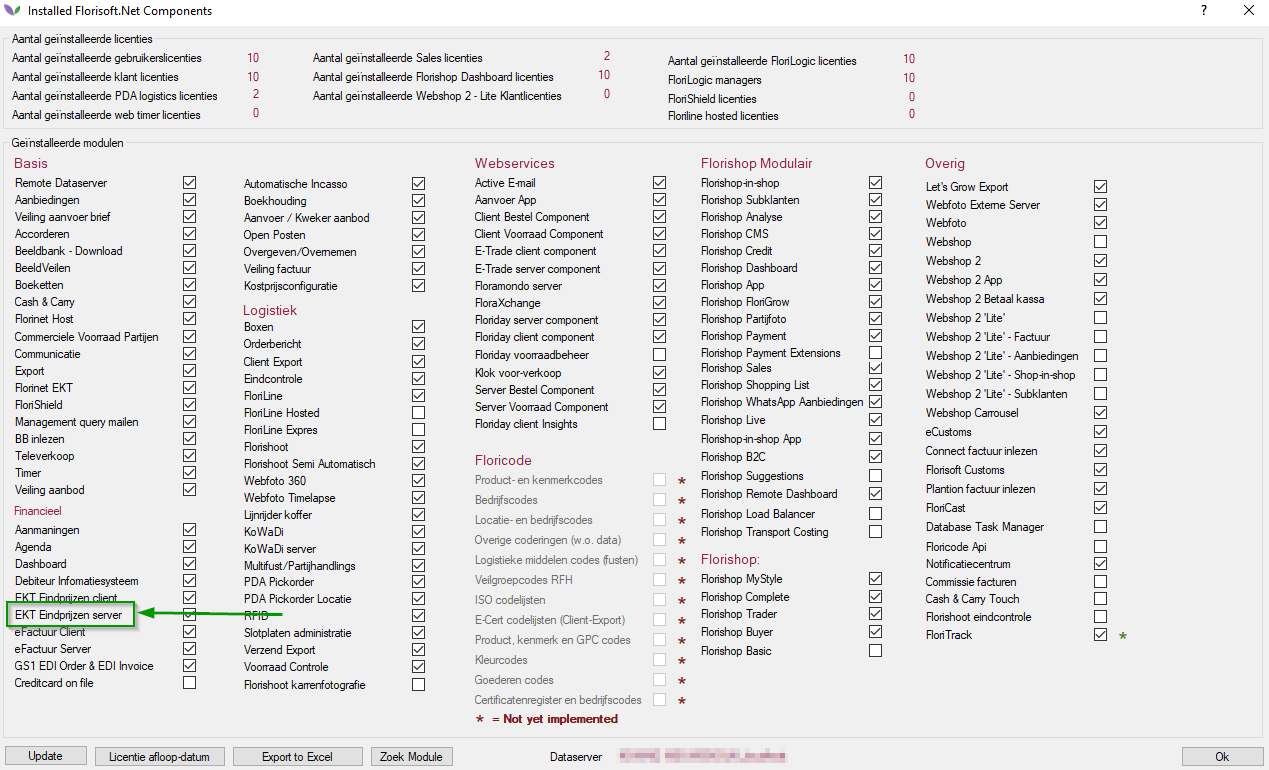 Installed Florisoft.Net Components
?
Aantal geïnstalleerde licenties
Aantal geïnstalleerde gebruikerslicenties 10
Aantal geïnstalleerde klant licenties 10
Aantal geïnstalleerde PDA logistics licenties 2
Aantal geïnstalleerde web timer licenties 0
Aantal geïnstalleerde Sales licenties 2
Aantal geïnstalleerde Florishop Dashboard licenties 10
Aantal geïnstalleerde Webshop 2 - Lite Klantlicenties 0
Aantal geïnstalleerde FloriLogic licenties 10
FloriLogic managers 10
FloriShield licenties 0
Floriline hosted licenties 0
Geïnstalleerde modulen
Basis
Remote Dataserver
Aanbiedingen
Veiling aanvoer brief
Accorderen
Beeldbank - Download
BeeldVeilen
Boeketten
Cash & Carry
Florinet Host
Commerciele Voorraad Partijen
Communicatie
Export
Florinet EKT
FloriShield
Management query mailen
BB inlezen
Televerkoop
Timer
Veiling aanbod
Financieel
Aanmaningen
Agenda
Dashboard
Debiteur Infomatiesysteem
EKT Eindprijzen client
EKT Eindprijzen server
eFactuur Client
eFactuur Server
GS1 EDI Order & EDI Invoice
Creditcard on file
Automatische Incasso
Boekhouding
Aanvoer / Kweker aanbod
Open Posten
Overgeven/Overnemen
Veiling factuur
Kostprijsconfiguratie
Logistiek
Boxen
Orderbericht
Client Export
Eindcontrole
FloriLine
FloriLine Hosted
FloriLine Expres
Florishoot
Florishoot Semi Automatisch
Webfoto 360
Webfoto Timelapse
Lijnrijder koffer
KoWaDi
KoWaDi server
Multifust/Partijhandlings
PDA Pickorder
PDA Pickorder Locatie
RFID
Slotplaten administratie
Verzend Export
Voorraad Controle
Florishoot karrenfotografie
Webservices
Active E-mail
Aanvoer App
Client Bestel Component
Client Voorraad Component
E-Trade client component
E-Trade server component
Floramondo server
FloraXchange
Floriday server component
Floriday client component
Floriday voorraadbeheer
Klok voor-verkoop
Server Bestel Component
Server Voorraad Component
Floriday client Insights
Floricode
Product- en kenmerkcodes *
Bedrijfscodes *
Locatie- en bedrijfscodes *
Overige coderingen (w.o. data) *
Logistieke middelen codes (fusten) *
Veilgroepcodes RFH *
ISO codelijsten *
E-Cert codelijsten (Client-Export) *
Product, kenmerk en GPC codes *
Kleurcodes *
Goederen codes *
Certificatenregister en bedrijfscodes *
* = Not yet implemented
Florishop Modulair
Florishop-in-shop
Florishop Subklanten
Florishop Analyse
Florishop CMS
Florishop Credit
Florishop Dashboard
Florishop App
Florishop FloriGrow
Florishop Partijfoto
Florishop Payment
Florishop Payment Extensions
Florishop Sales
Florishop Shopping List
Florishop WhatsApp Aanbiedingen
Florishop Live
Florishop-in-shop App
Florishop B2C
Florishop Suggestions
Florishop Remote Dashboard
Florishop Load Balancer
Florishop Transport Costing
Florishop:
Florishop MyStyle
Florishop Complete
Florishop Trader
Florishop Buyer
Florishop Basic
Overig
Let's Grow Export
Webfoto Externe Server
Webfoto
Webshop
Webshop 2
Webshop 2 App
Webshop 2 Betaal kassa
Webshop 2 'Lite'
Webshop 2 'Lite' - Factuur
Webshop 2 'Lite' - Aanbiedingen
Webshop 2 'Lite' - Shop-in-shop
Webshop 2 'Lite' - Subklanten
Webshop Carrousel
eCustoms
Connect factuur inlezen
Florisoft Customs
Plantion factuur inlezen
FloriCast
Database Task Manager
Floricode Api
Notificatiecentrum
Commissie facturen
Cash & Carry Touch
Florishoot eindcontrole
FloriTrack *
Update
Licentie afloop-datum
Export to Excel
Zoek Module
Dataserver
Ok